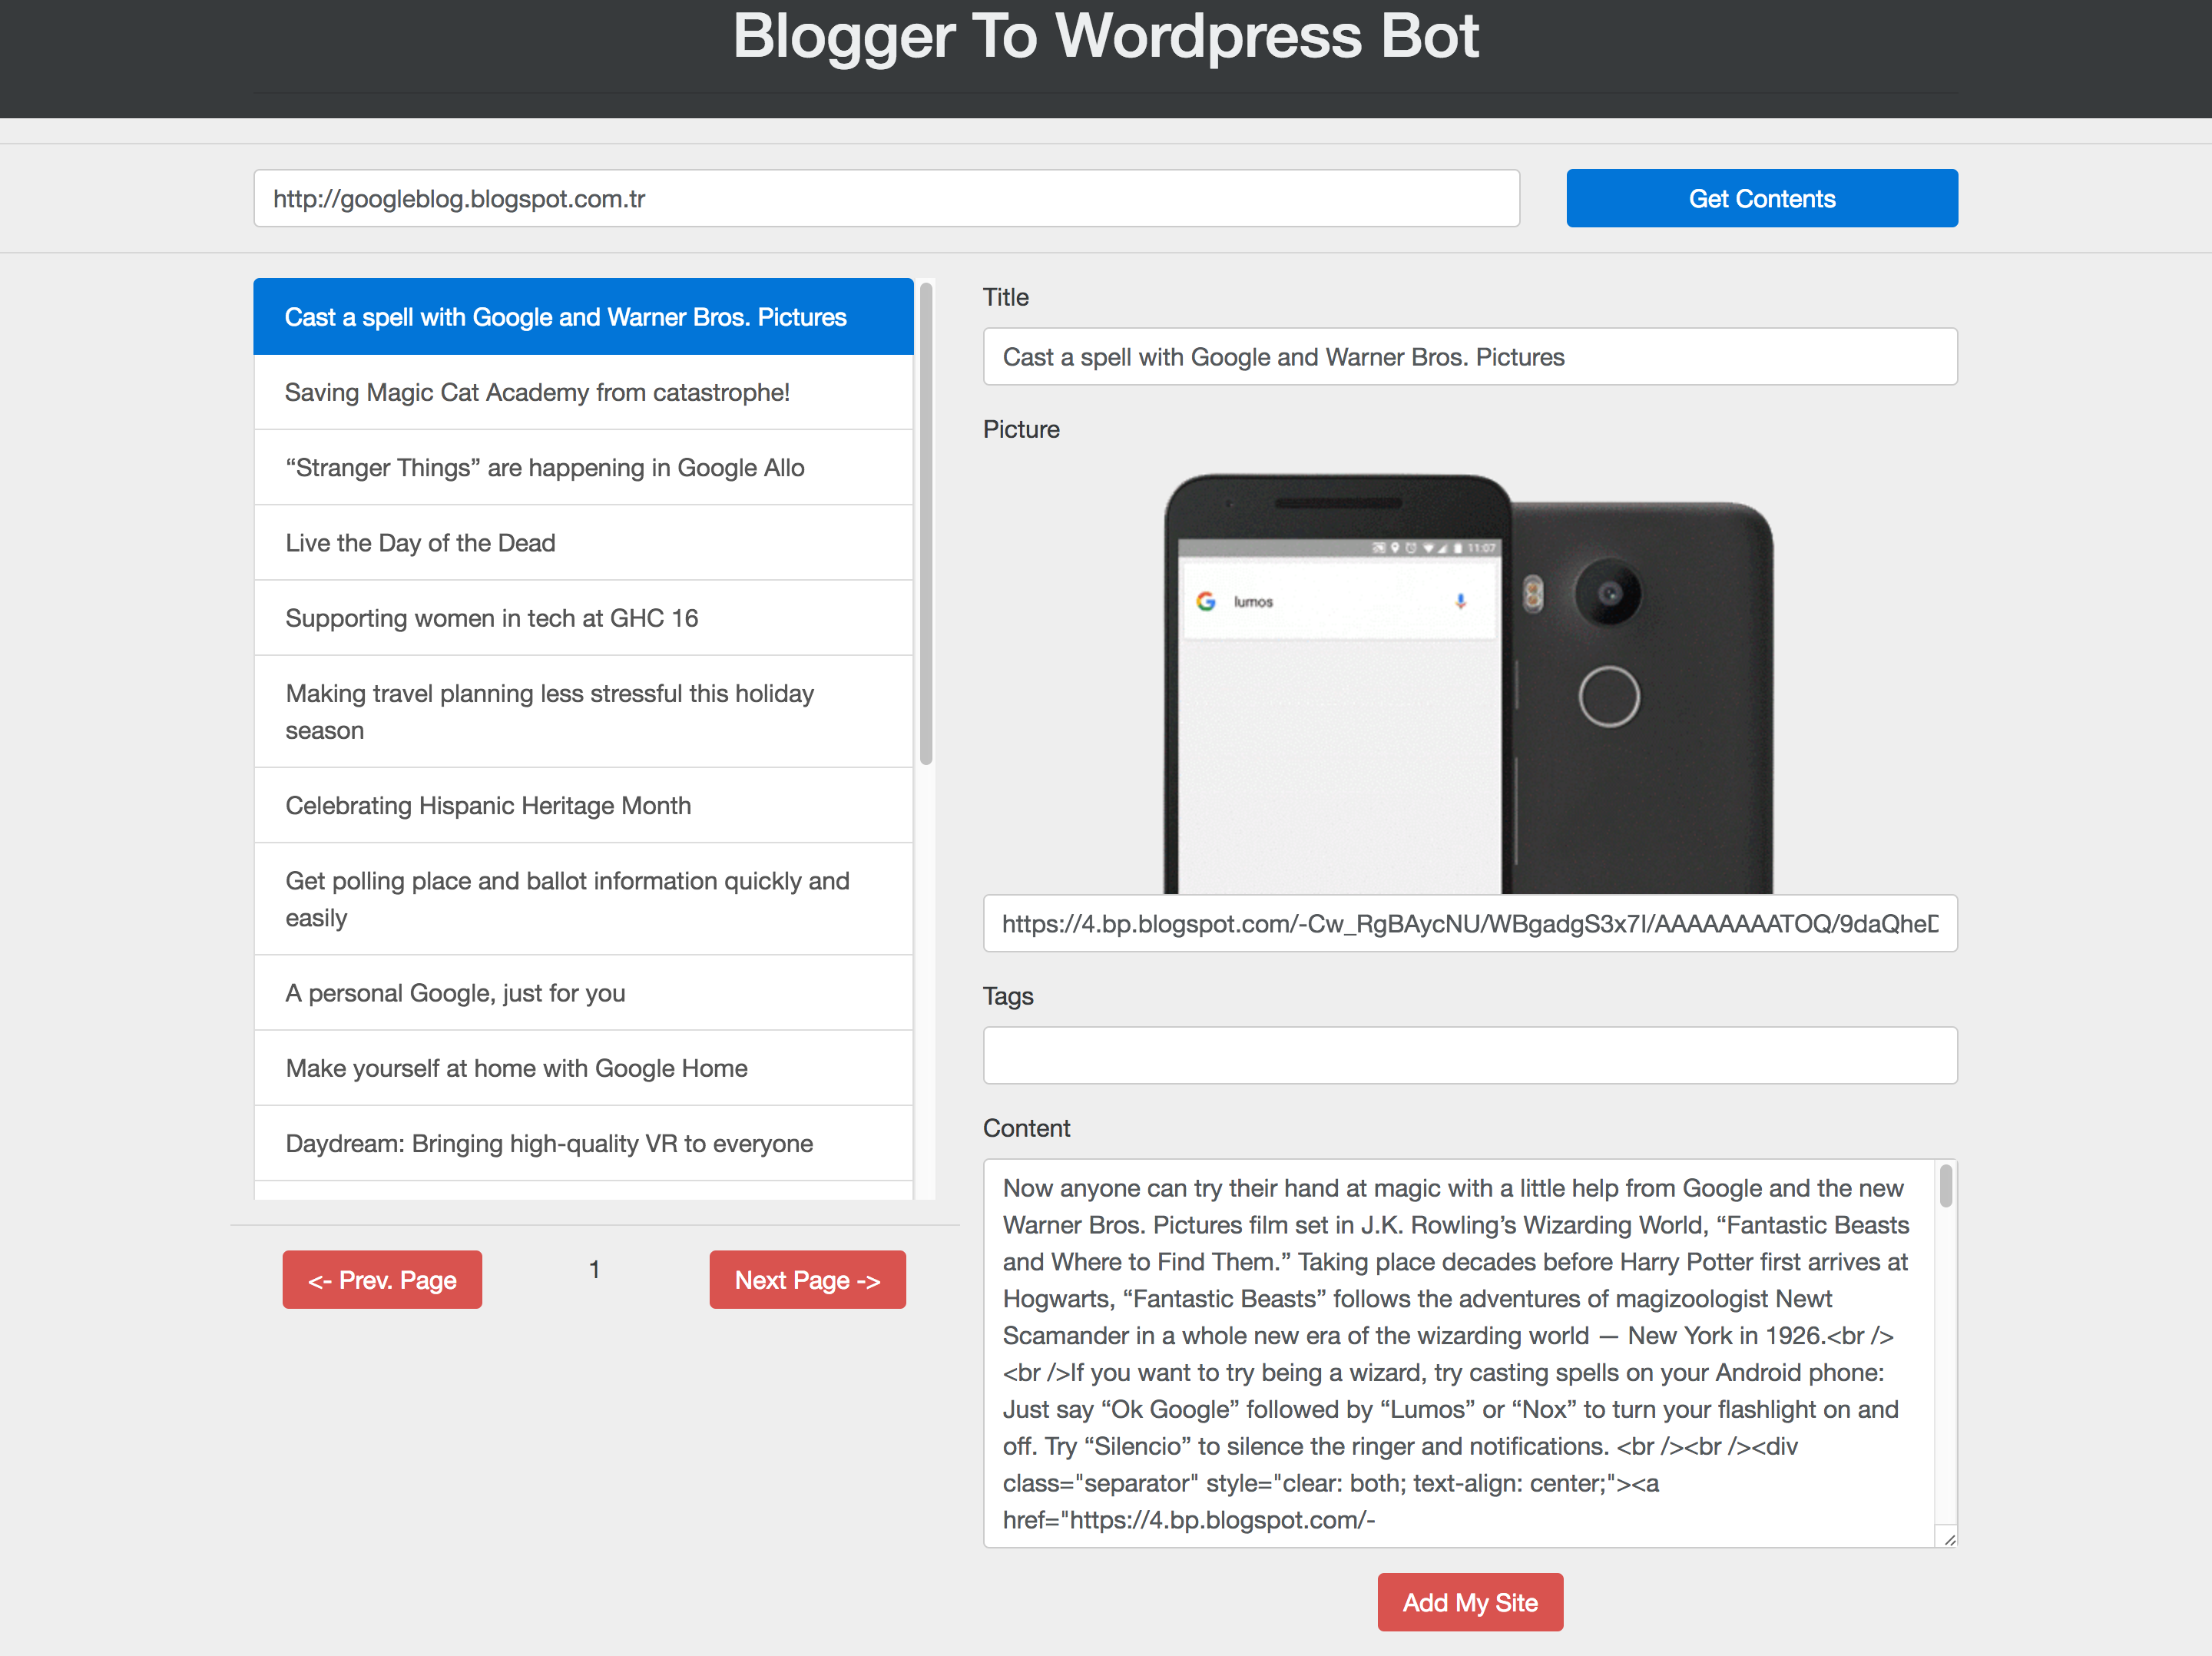 Blogger To Wordpress Bot
http://googleblog.blogspot.com.tr
Get Contents
Cast a spell with Google and Warner Bros. Pictures
Saving Magic Cat Academy from catastrophe!
“Stranger Things” are happening in Google Allo
Live the Day of the Dead
Supporting women in tech at GHC 16
Making travel planning less stressful this holiday
season
Celebrating Hispanic Heritage Month
Get polling place and ballot information quickly and
easily
A personal Google, just for you
Make yourself at home with Google Home
Daydream: Bringing high-quality VR to everyone
<- Prev. Page
1
Next Page ->
Title
Cast a spell with Google and Warner Bros. Pictures
Picture
11:07
G lumos
https://4.bp.blogspot.com/-Cw_RgBAycNU/WBgadgS3x7I/AAAAAAAATOQ/9daQheD
Tags
Content
Now anyone can try their hand at magic with a little help from Google and the new
Warner Bros. Pictures film set in J.K. Rowling’s Wizarding World, “Fantastic Beasts
and Where to Find Them.” Taking place decades before Harry Potter first arrives at
Hogwarts, “Fantastic Beasts” follows the adventures of magizoologist Newt
Scamander in a whole new era of the wizarding world — New York in 1926.<br />
<br />If you want to try being a wizard, try casting spells on your Android phone:
Just say “Ok Google” followed by “Lumos” or “Nox” to turn your flashlight on and
off. Try “Silencio” to silence the ringer and notifications. <br /><br /><div
class="separator" style="clear: both; text-align: center;"><a
href="https://4.bp.blogspot.com/-
Add My Site